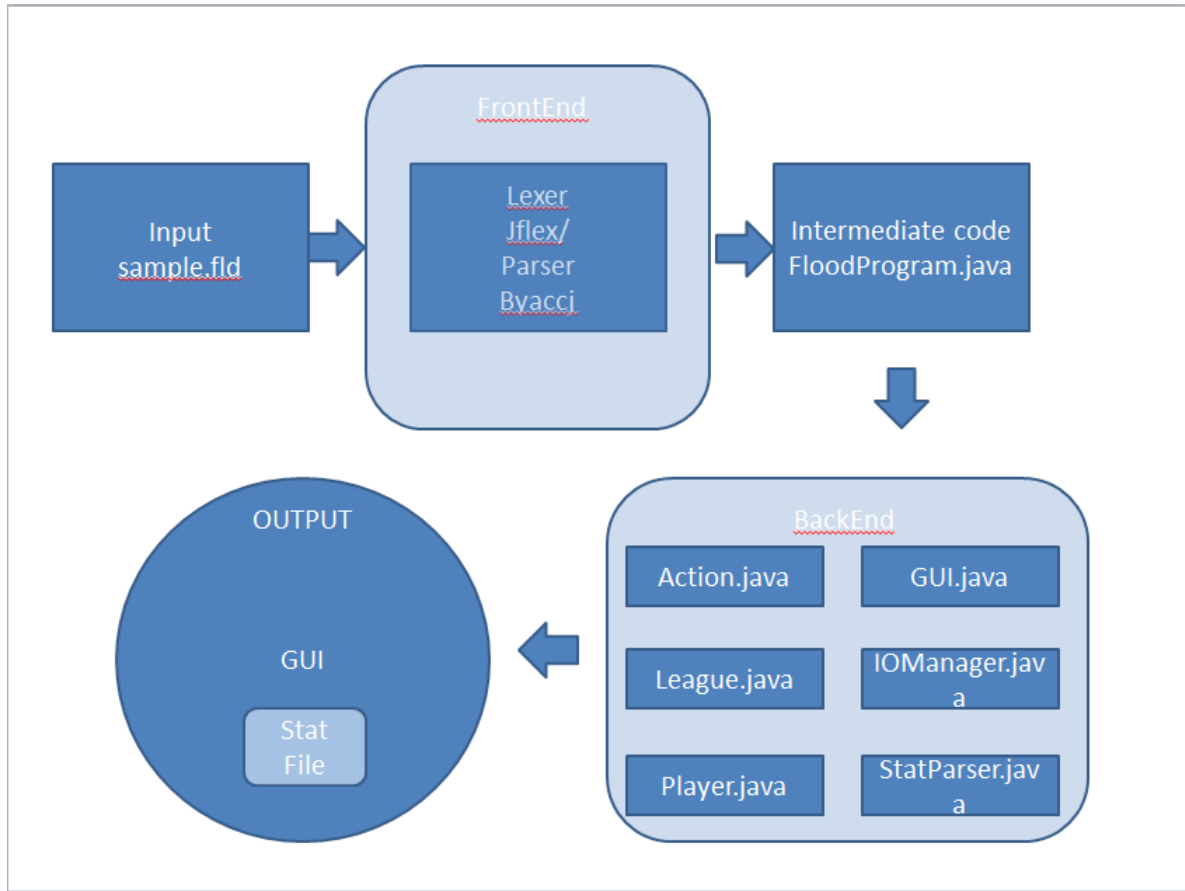 FrontEnd
Input
sample.fld
Lexer
Jflex/
Parser
Byaccj
Intermediate code
FloodProgram.java
BackEnd
Action.java
GUI.java
League.java
IOManager.jav
a
Player.java
StatParser.jav
a
OUTPUT
GUI
Stat
File